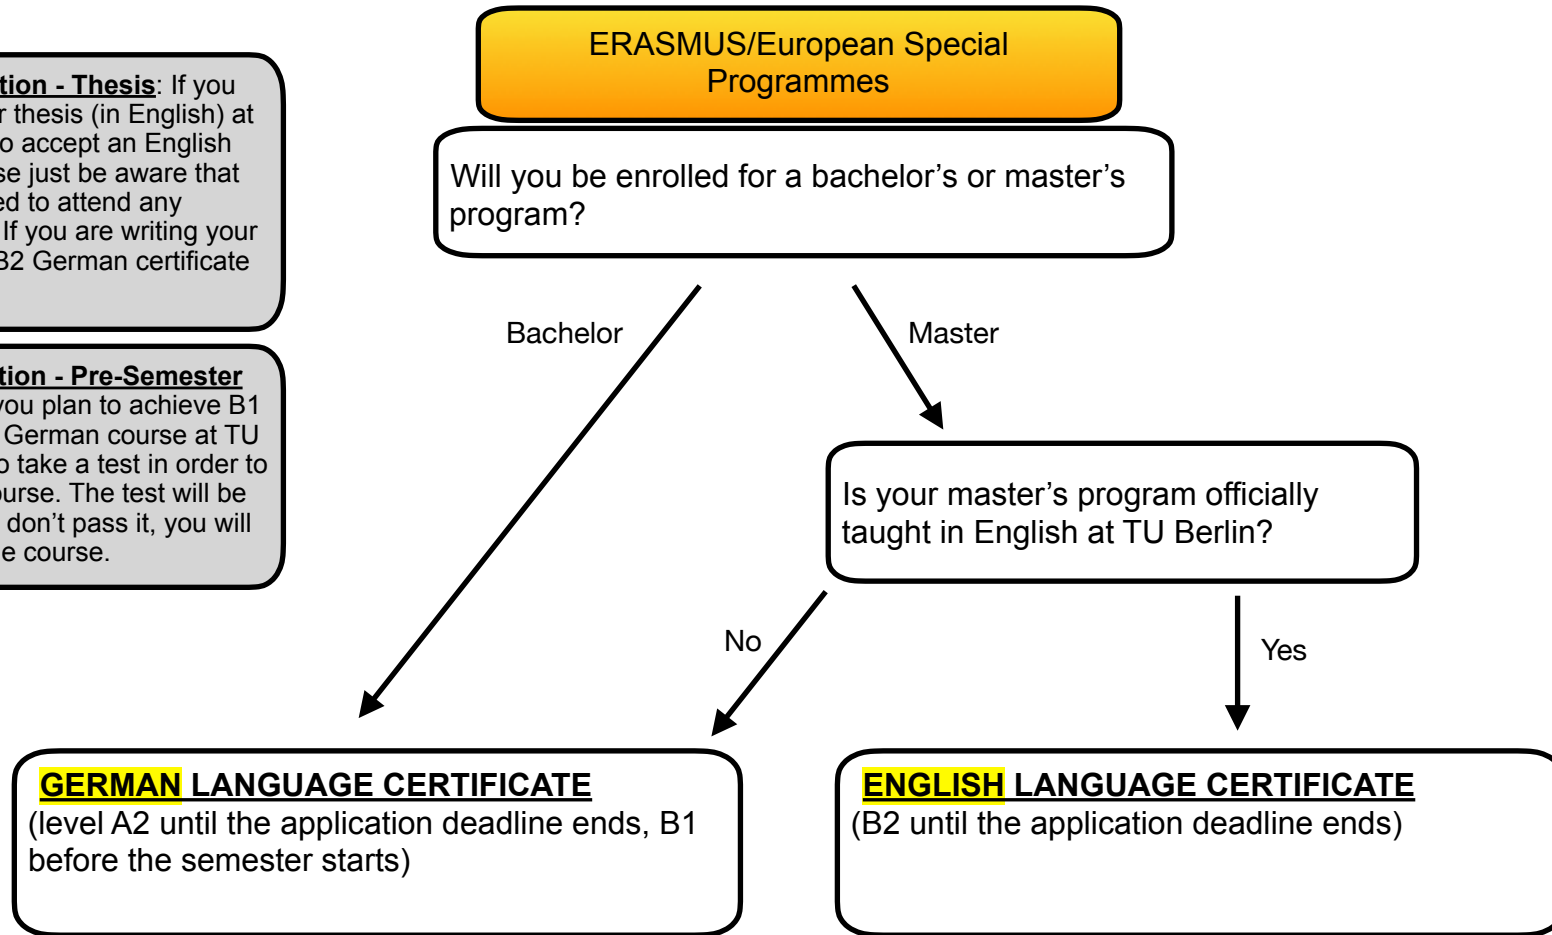 ERASMUS/European Special
Programmes
Will you be enrolled for a bachelor’s or master’s
program?
tion - Thesis: If you
r thesis (in English) at
o accept an English
se just be aware that
ed to attend any
If you are writing your
B2 German certificate
tion - Pre-Semester
you plan to achieve B1
German course at TU
o take a test in order to
ourse. The test will be
don’t pass it, you will
e course.
Bachelor
Master
Is your master’s program officially
taught in English at TU Berlin?
No
Yes
GERMAN LANGUAGE CERTIFICATE
(level A2 until the application deadline ends, B1
before the semester starts)
ENGLISH LANGUAGE CERTIFICATE
(B2 until the application deadline ends)